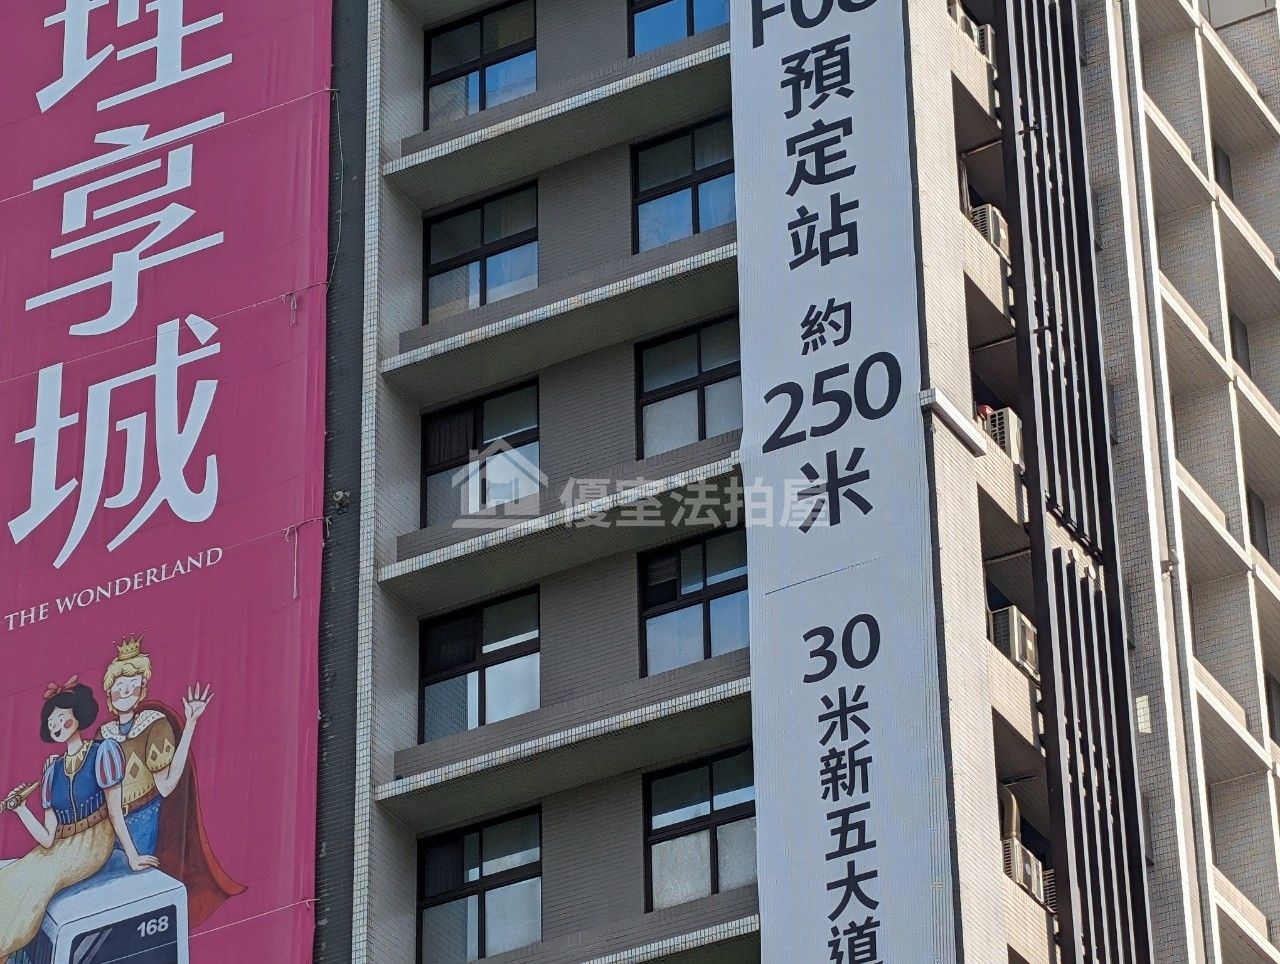 享城
THE WONDERLAND
168
預定站
約
250
米
30
米新五大道
優室法拍屋